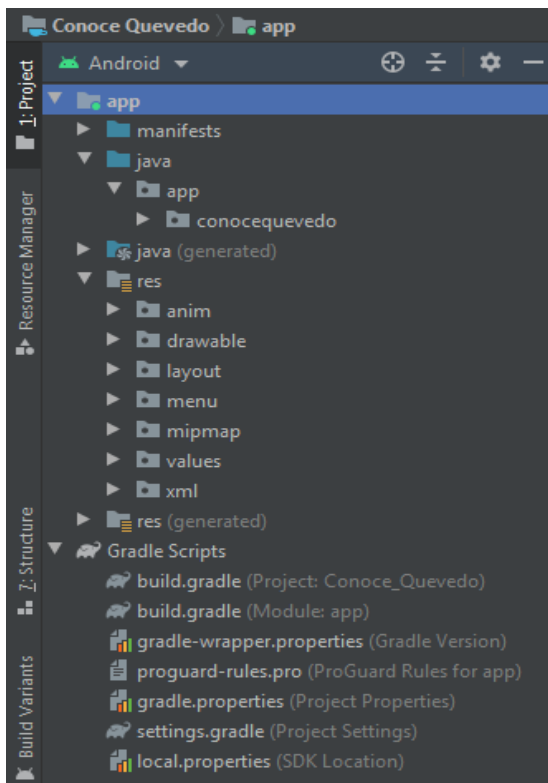 Conoce Quevedo app
1: Project
Resource Manager
7: Structure
Build Variants
Android
app
manifests
java
app
conocequevedo
java (generated)
res
anim
drawable
layout
menu
mipmap
values
xml
res (generated)
Gradle Scripts
build.gradle (Project: Conoce_Quevedo)
build.gradle (Module: app)
gradle-wrapper.properties (Gradle Version)
proguard-rules.pro (ProGuard Rules for app)
gradle.properties (Project Properties)
settings.gradle (Project Settings)
local.properties (SDK Location)